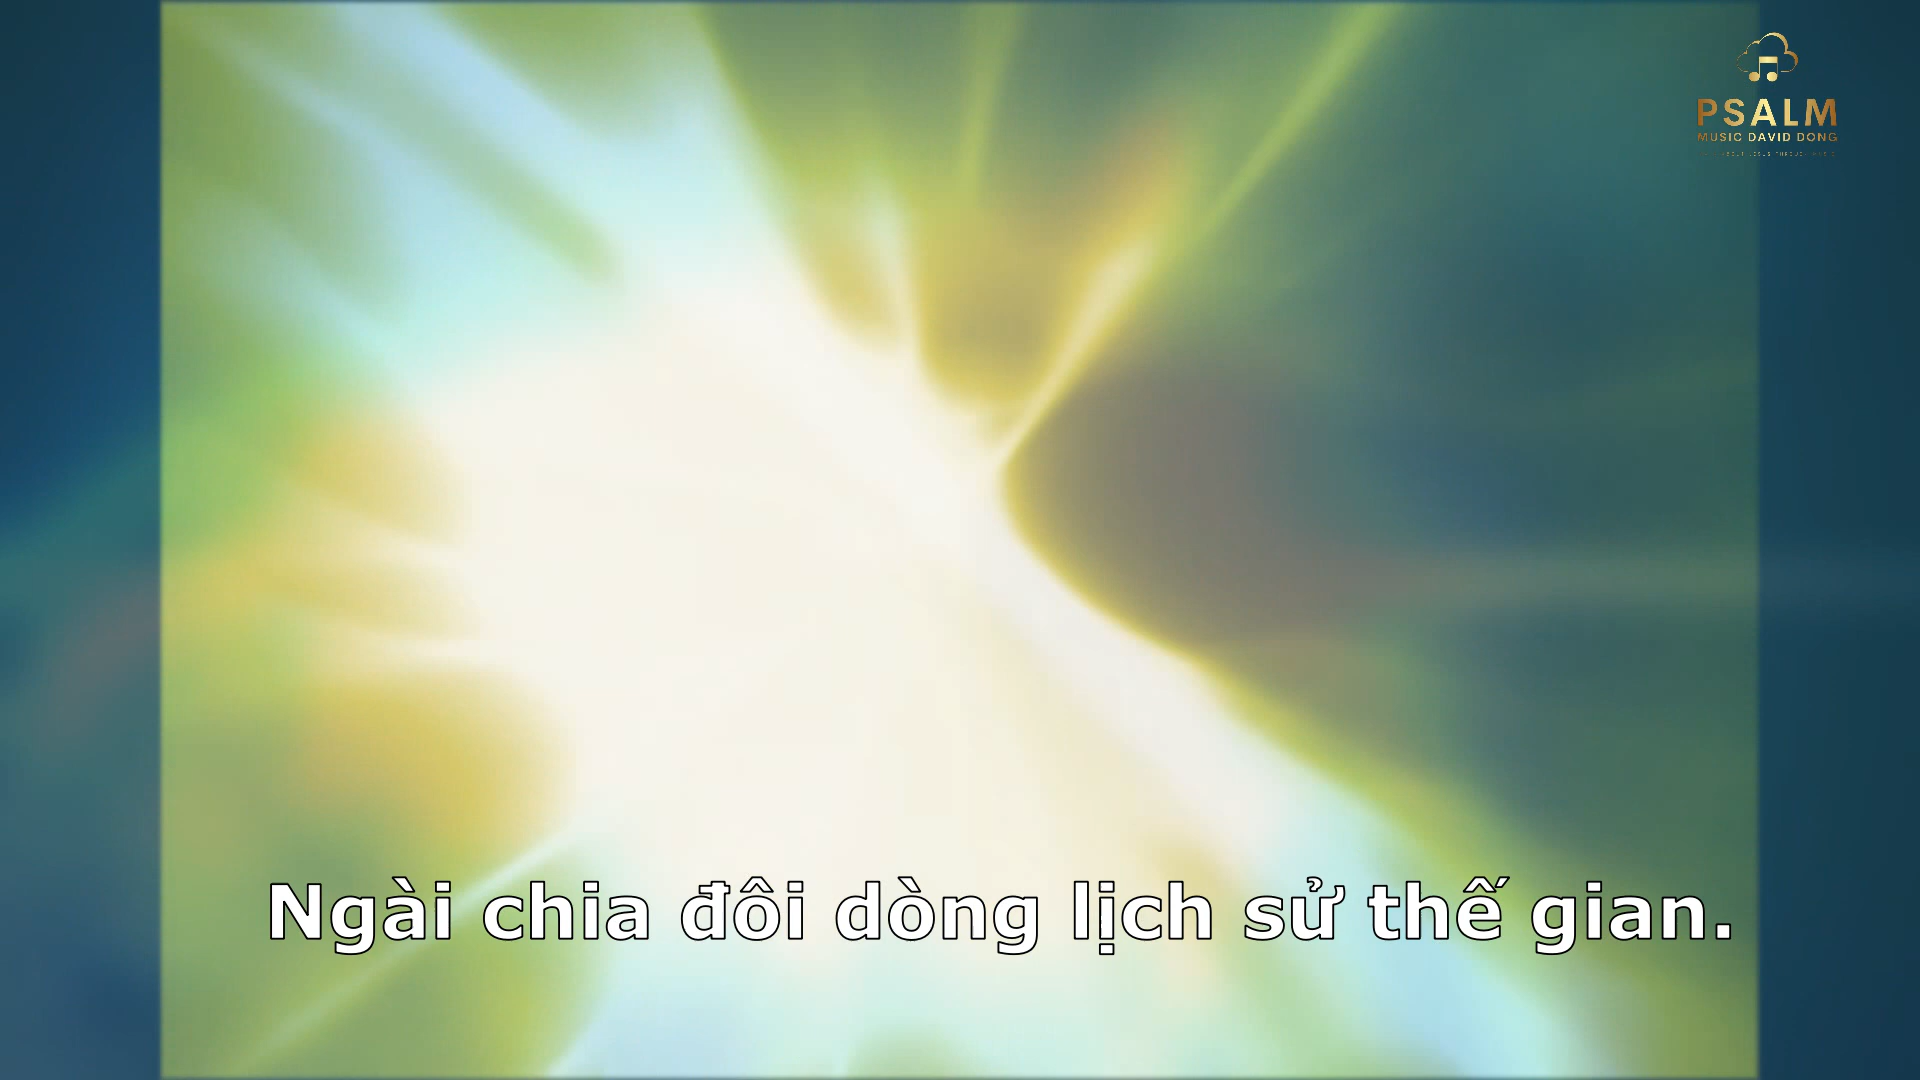 PSALM
MUSIC DAVID DONG
Ngài chia đôi dòng lịch sử thế gian.